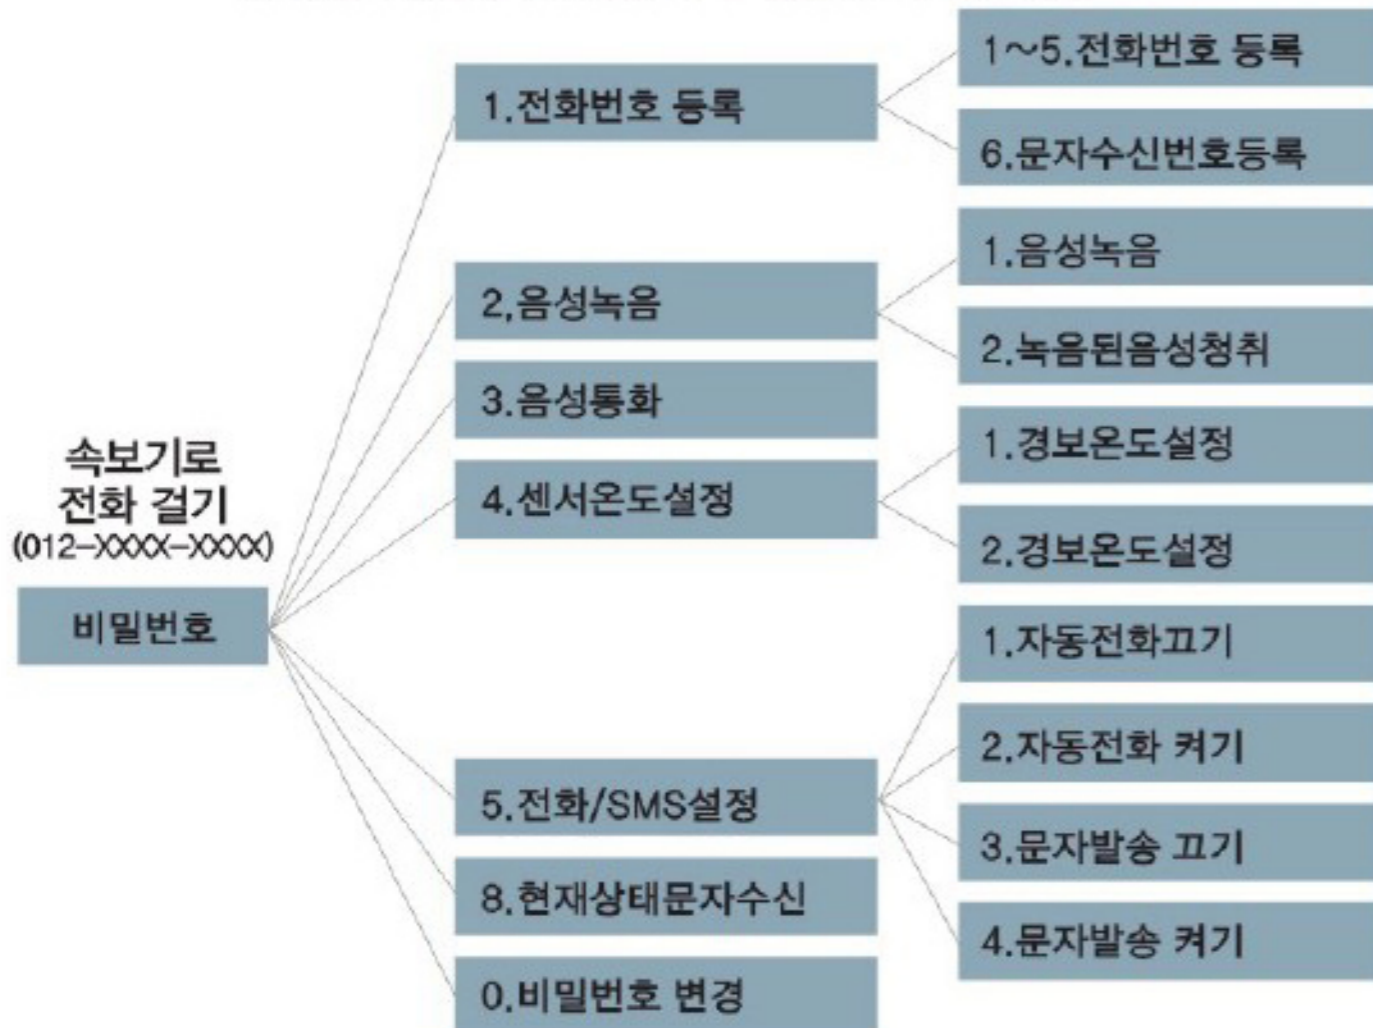 속보기로
전화 걸기
(012-XXXX-XXXX)
비밀번호
1.전화번호 등록
1~5.전화번호 등록
6.문자수신번호등록
2.음성녹음
1.음성녹음
2.녹음된음성청취
3.음성통화
4.센서온도설정
1.경보온도설정
2.경보온도설정
5.전화/SMS설정
1.자동전화끄기
2.자동전화 켜기
3.문자발송 끄기
4.문자발송 켜기
8.현재상태문자수신
0.비밀번호 변경